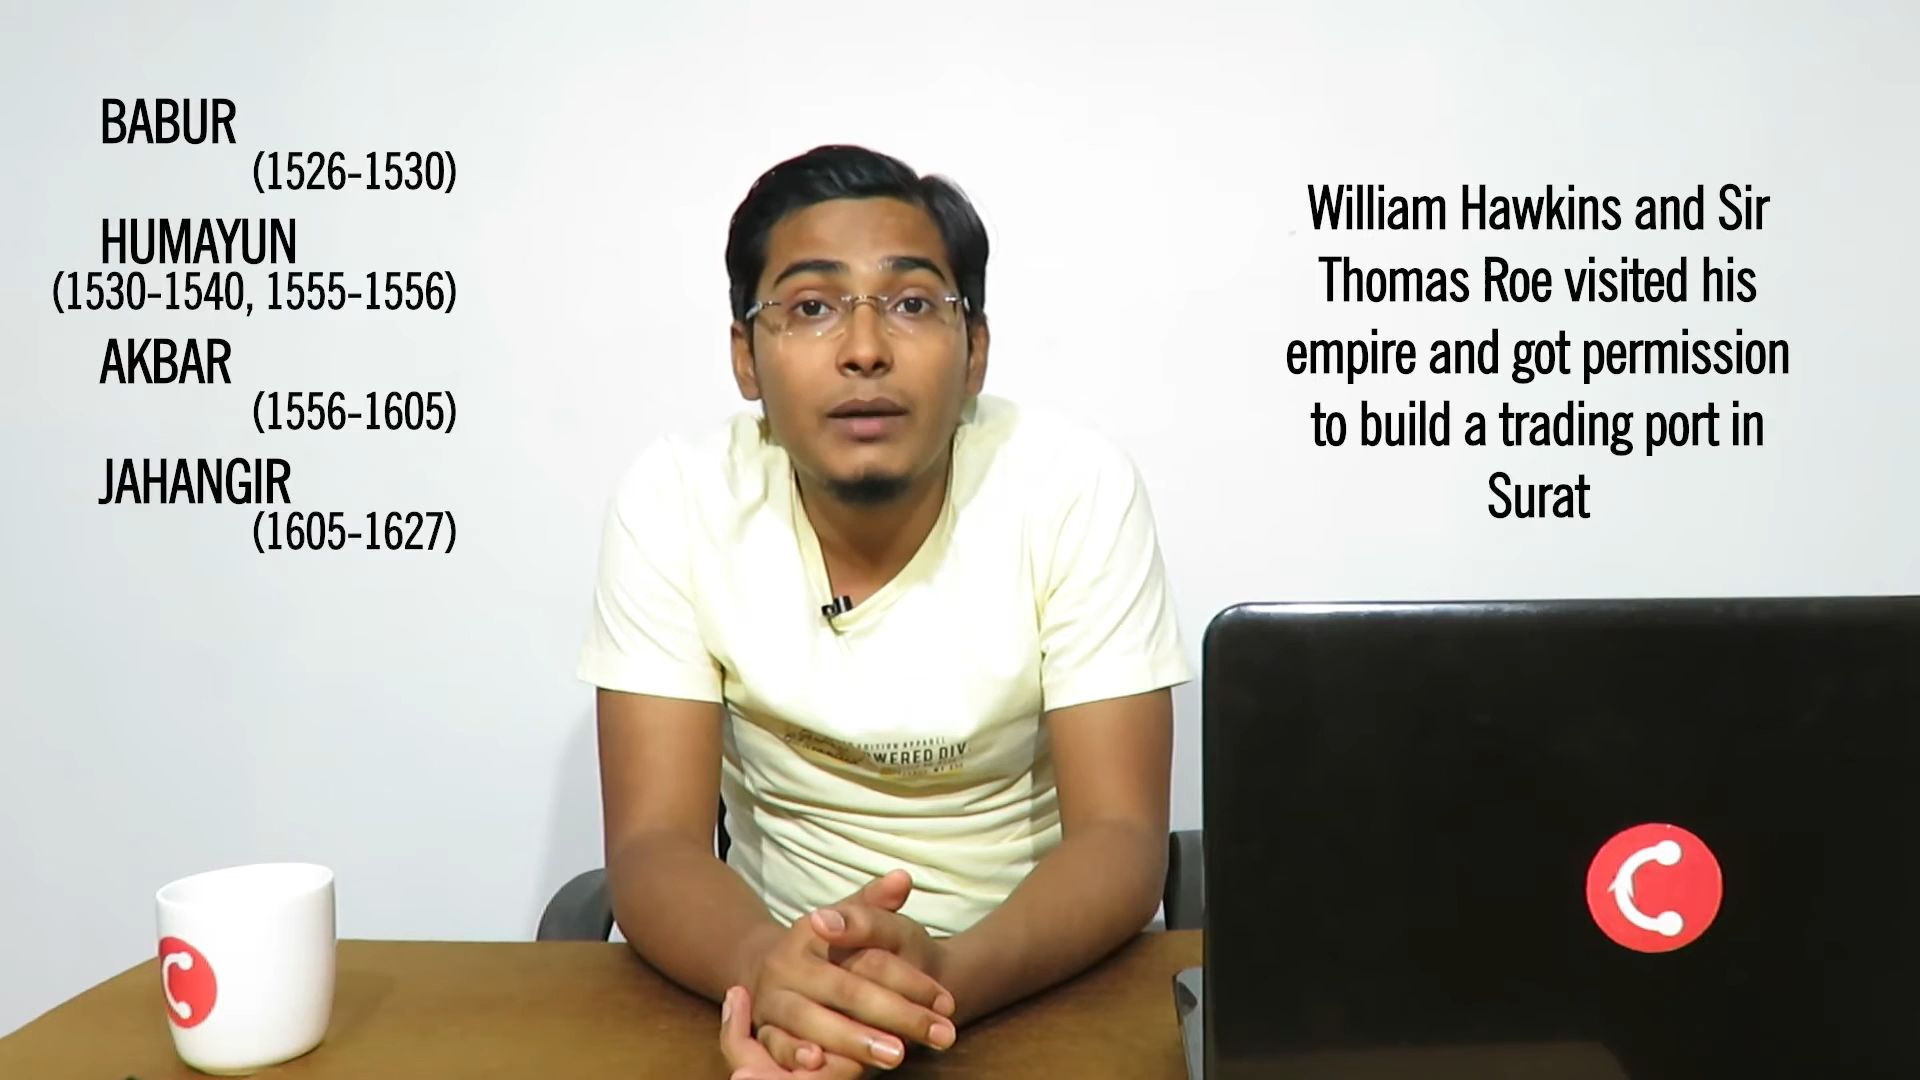 BABUR
(1526-1530)
HUMAYUN
(1530-1540, 1555-1556)
AKBAR
(1556-1605)
JAHANGIR
(1605-1627)
William Hawkins and Sir
Thomas Roe visited his
empire and got permission
to build a trading port in
Surat